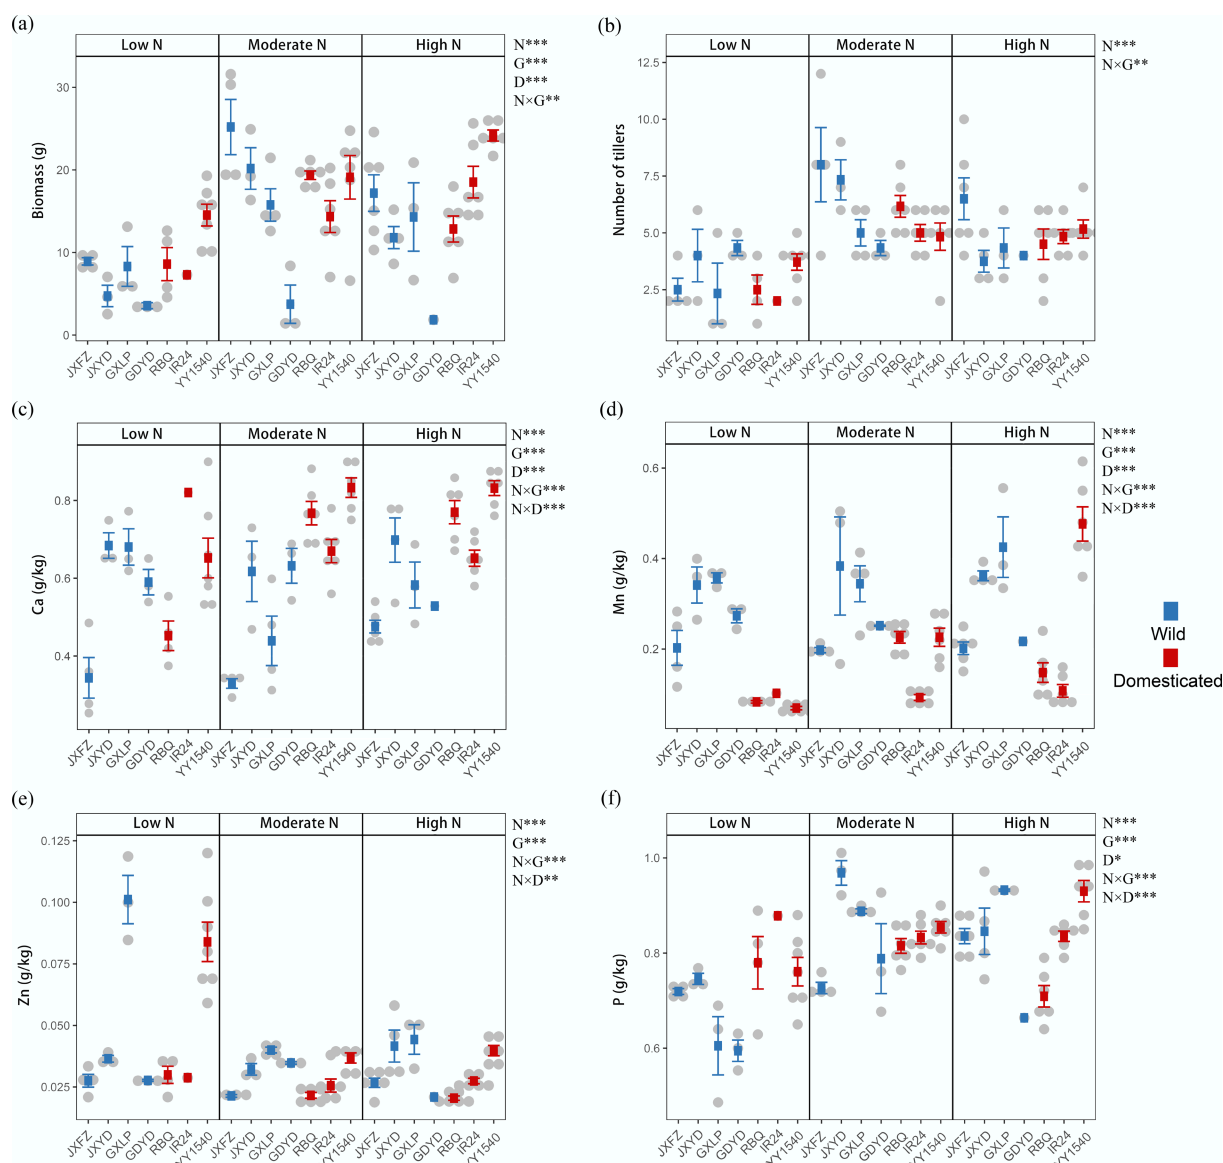 (a)
Low N Moderate N High N
N***
G***
D***
N×G**
Biomass (g)
30
20
10
0
JXFZ JXYD GXLP GDYD RBQ IR24 YY1540 JXFZ JXYD GXLP GDYD RBQ IR24 YY1540 JXFZ JXYD GXLP GDYD RBQ IR24 YY1540
(b)
Low N Moderate N High N
N***
N×G**
Number of tillers
12.5
10.0
7.5
5.0
2.5
JXFZ JXYD GXLP GDYD RBQ IR24 YY1540 JXFZ JXYD GXLP GDYD RBQ IR24 YY1540 JXFZ JXYD GXLP GDYD RBQ IR24 YY1540
(c)
Low N Moderate N High N
N***
G***
D***
N×G***
N×D***
Ca (g/kg)
0.8
0.6
0.4
JXFZ JXYD GXLP GDYD RBQ IR24 YY1540 JXFZ JXYD GXLP GDYD RBQ IR24 YY1540 JXFZ JXYD GXLP GDYD RBQ IR24 YY1540
(d)
Low N Moderate N High N
N***
G***
D***
N×G***
N×D***
Mn (g/kg)
0.6
0.4
0.2
JXFZ JXYD GXLP GDYD RBQ IR24 YY1540 JXFZ JXYD GXLP GDYD RBQ IR24 YY1540 JXFZ JXYD GXLP GDYD RBQ IR24 YY1540
Wild
Domesticated
(e)
Low N Moderate N High N
N***
G***
N×G***
N×D**
Zn (g/kg)
0.125
0.100
0.075
0.050
0.025
JXFZ JXYD GXLP GDYD RBQ IR24 YY1540 JXFZ JXYD GXLP GDYD RBQ IR24 YY1540 JXFZ JXYD GXLP GDYD RBQ IR24 YY1540
(f)
Low N Moderate N High N
N***
G***
D*
N×G***
N×D***
P (g/kg)
1.0
0.8
0.6
JXFZ JXYD GXLP GDYD RBQ IR24 YY1540 JXFZ JXYD GXLP GDYD RBQ IR24 YY1540 JXFZ JXYD GXLP GDYD RBQ IR24 YY1540